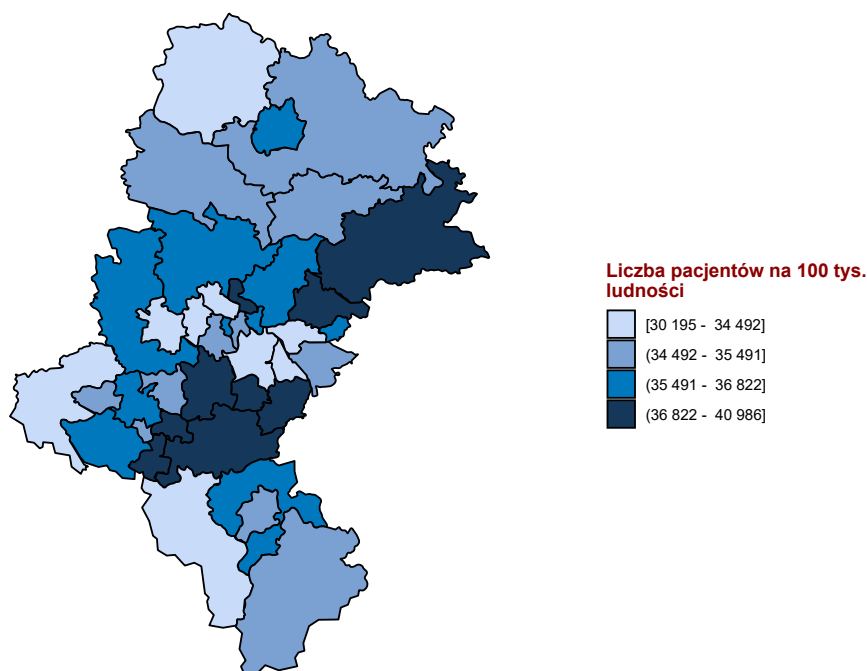 Liczba pacjentów na 100 tys.
ludności
[30 195 - 34 492]
(34 492 - 35 491]
(35 491 - 36 822]
(36 822 - 40 986]